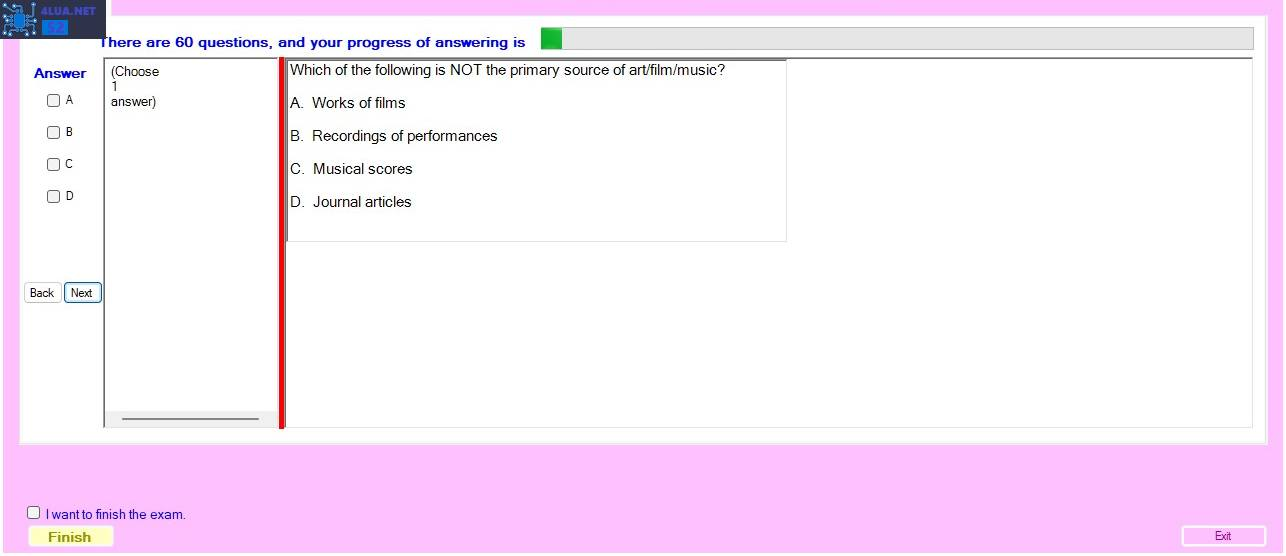 4LUA.NET
52
There are 60 questions, and your progress of answering is
Answer
A
B
C
D
Back
Next
(Choose
1
answer)
Which of the following is NOT the primary source of art/film/music?
A. Works of films
B. Recordings of performances
C. Musical scores
D. Journal articles
I want to finish the exam.
Finish
Exit